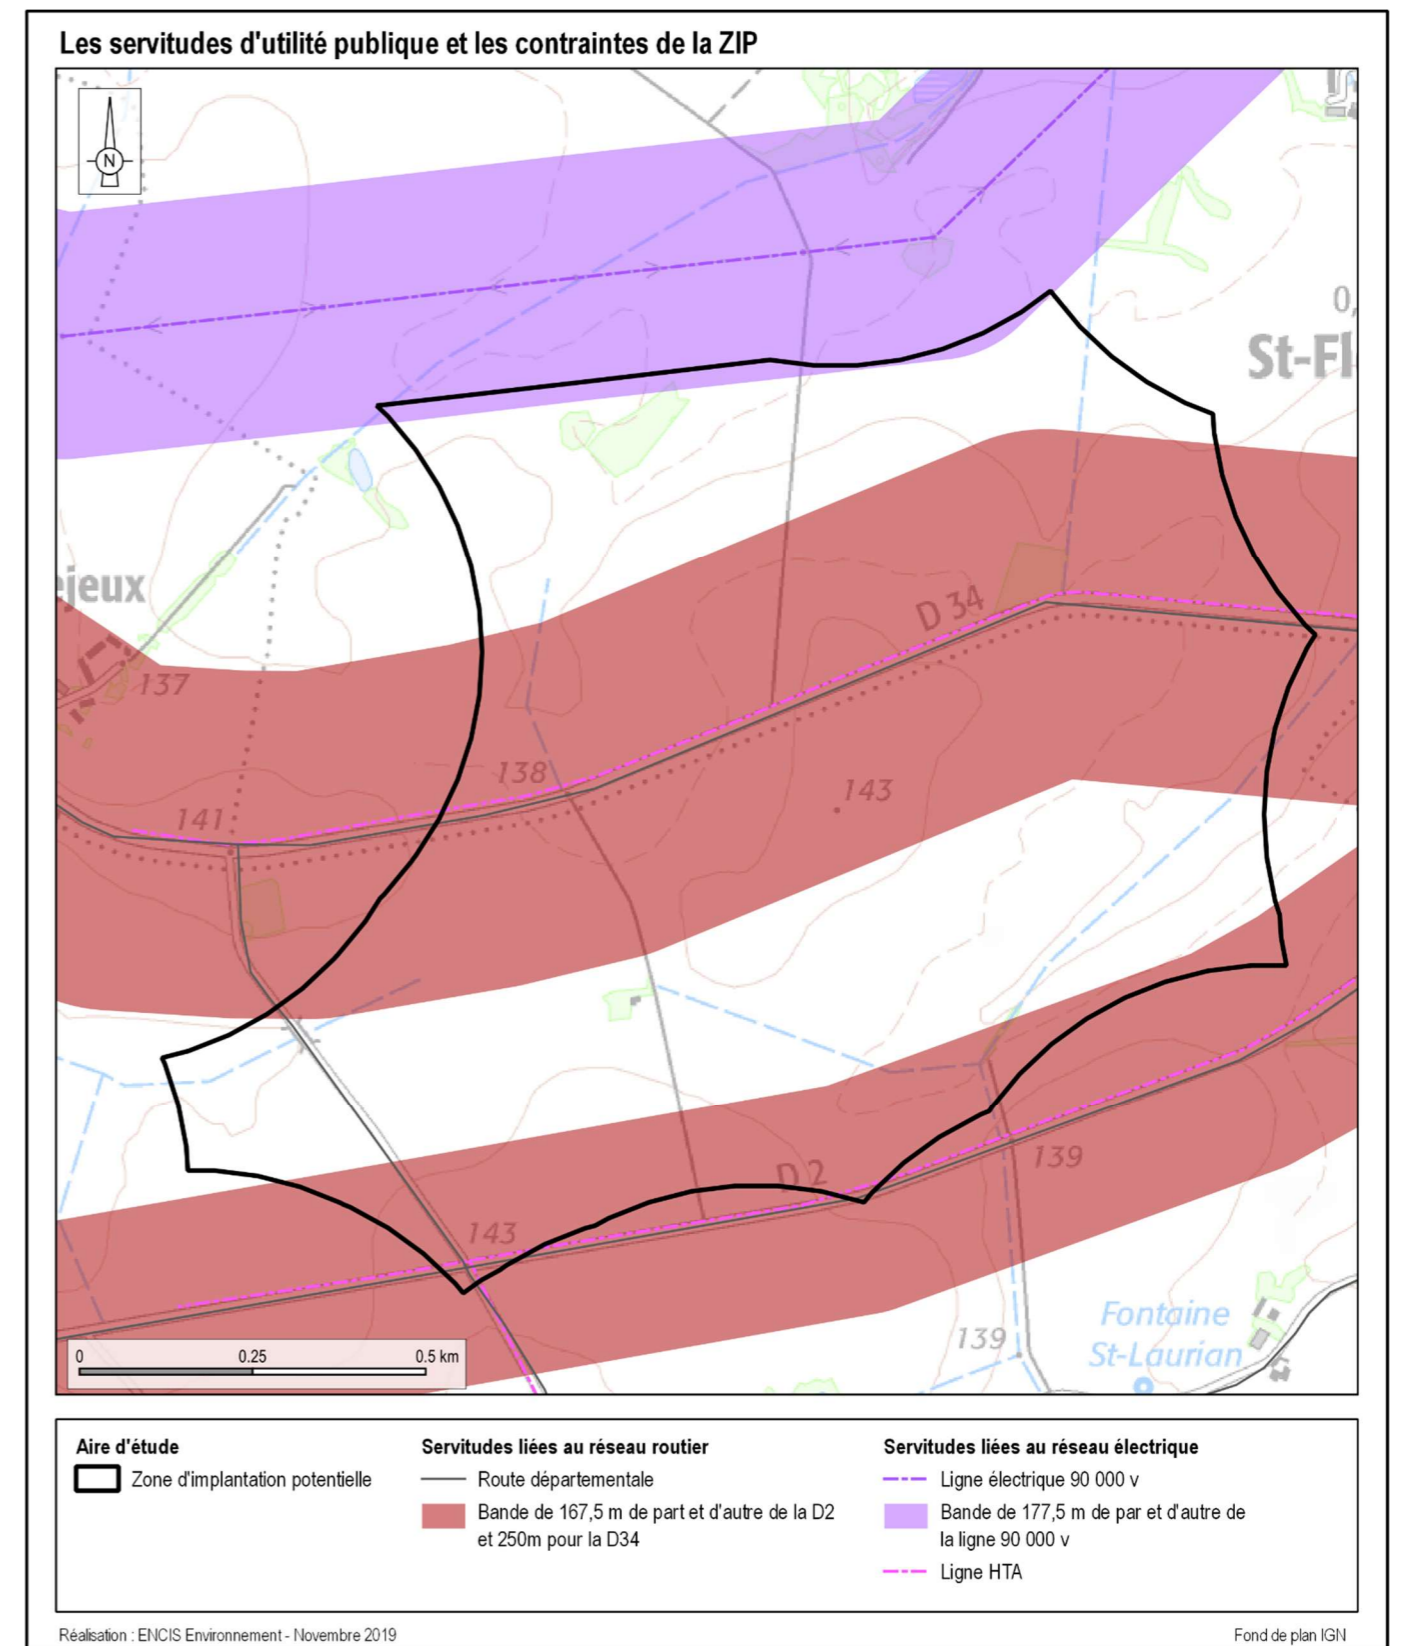 Les servitudes d'utilité publique et les contraintes de la ZIP
N
0,
St-Fl
ejeux
137
D 34
138
141
143
D 2
143
139
139
Fontaine
St-Laurian
0 0.25 0.5 km
Aire d'étude
Zone d'implantation potentielle
Servitudes liées au réseau routier
Route départementale
Bande de 167,5 m de part et d'autre de la D2
et 250m pour la D34
Servitudes liées au réseau électrique
Ligne électrique 90 000 v
Bande de 177,5 m de par et d'autre de
la ligne 90 000 v
Ligne HTA
Réalisation : ENCIS Environnement - Novembre 2019
Fond de plan IGN